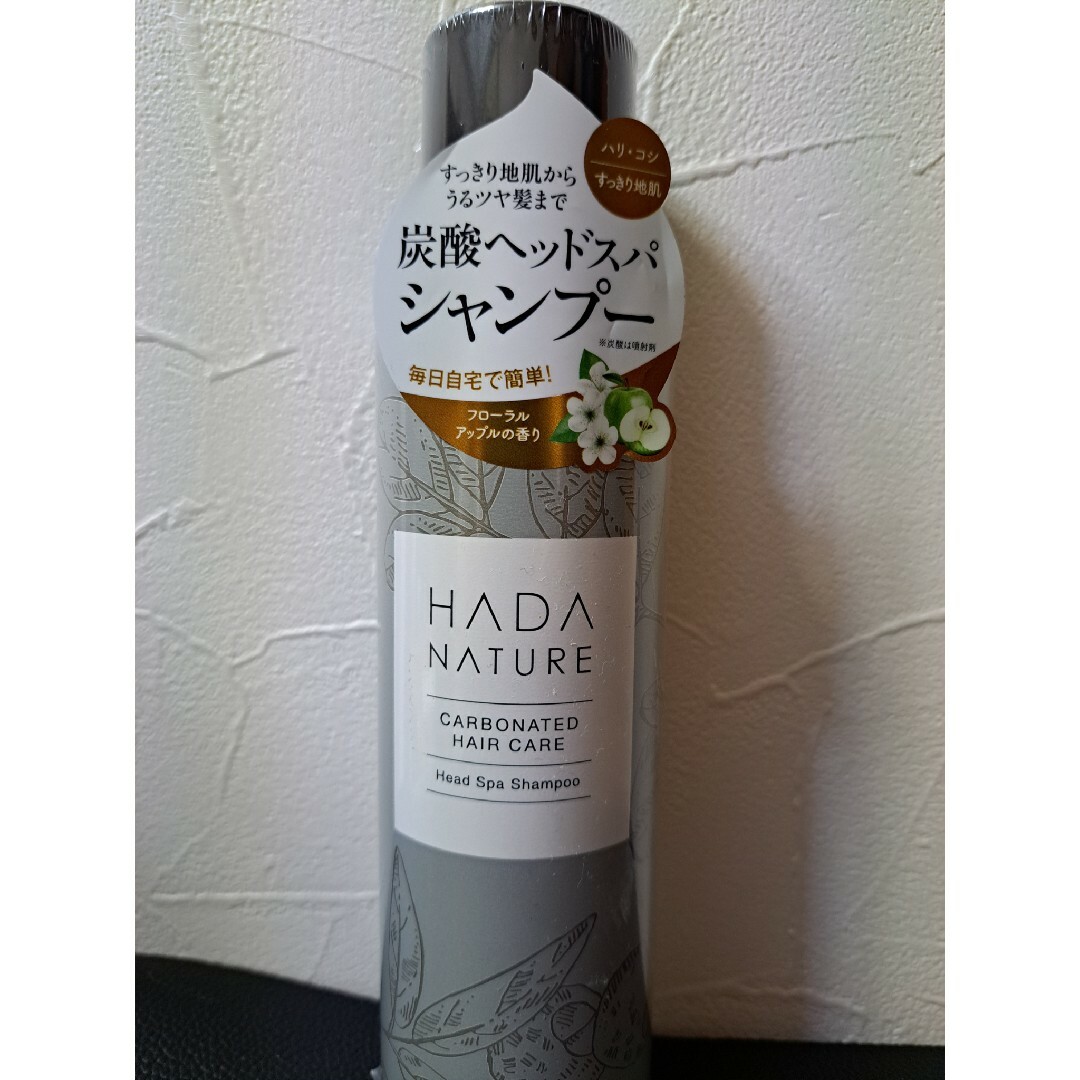 ハリ・コシ
すっきり地肌
すっきり地肌から
うるツヤ髪まで
炭酸ヘッドスパ
シャンプー
※炭酸は噴射剤
毎日自宅で簡単!
フローラル
アップルの香り
HADA
NATURE
CARBONATED
HAIR CARE
Head Spa Shampoo